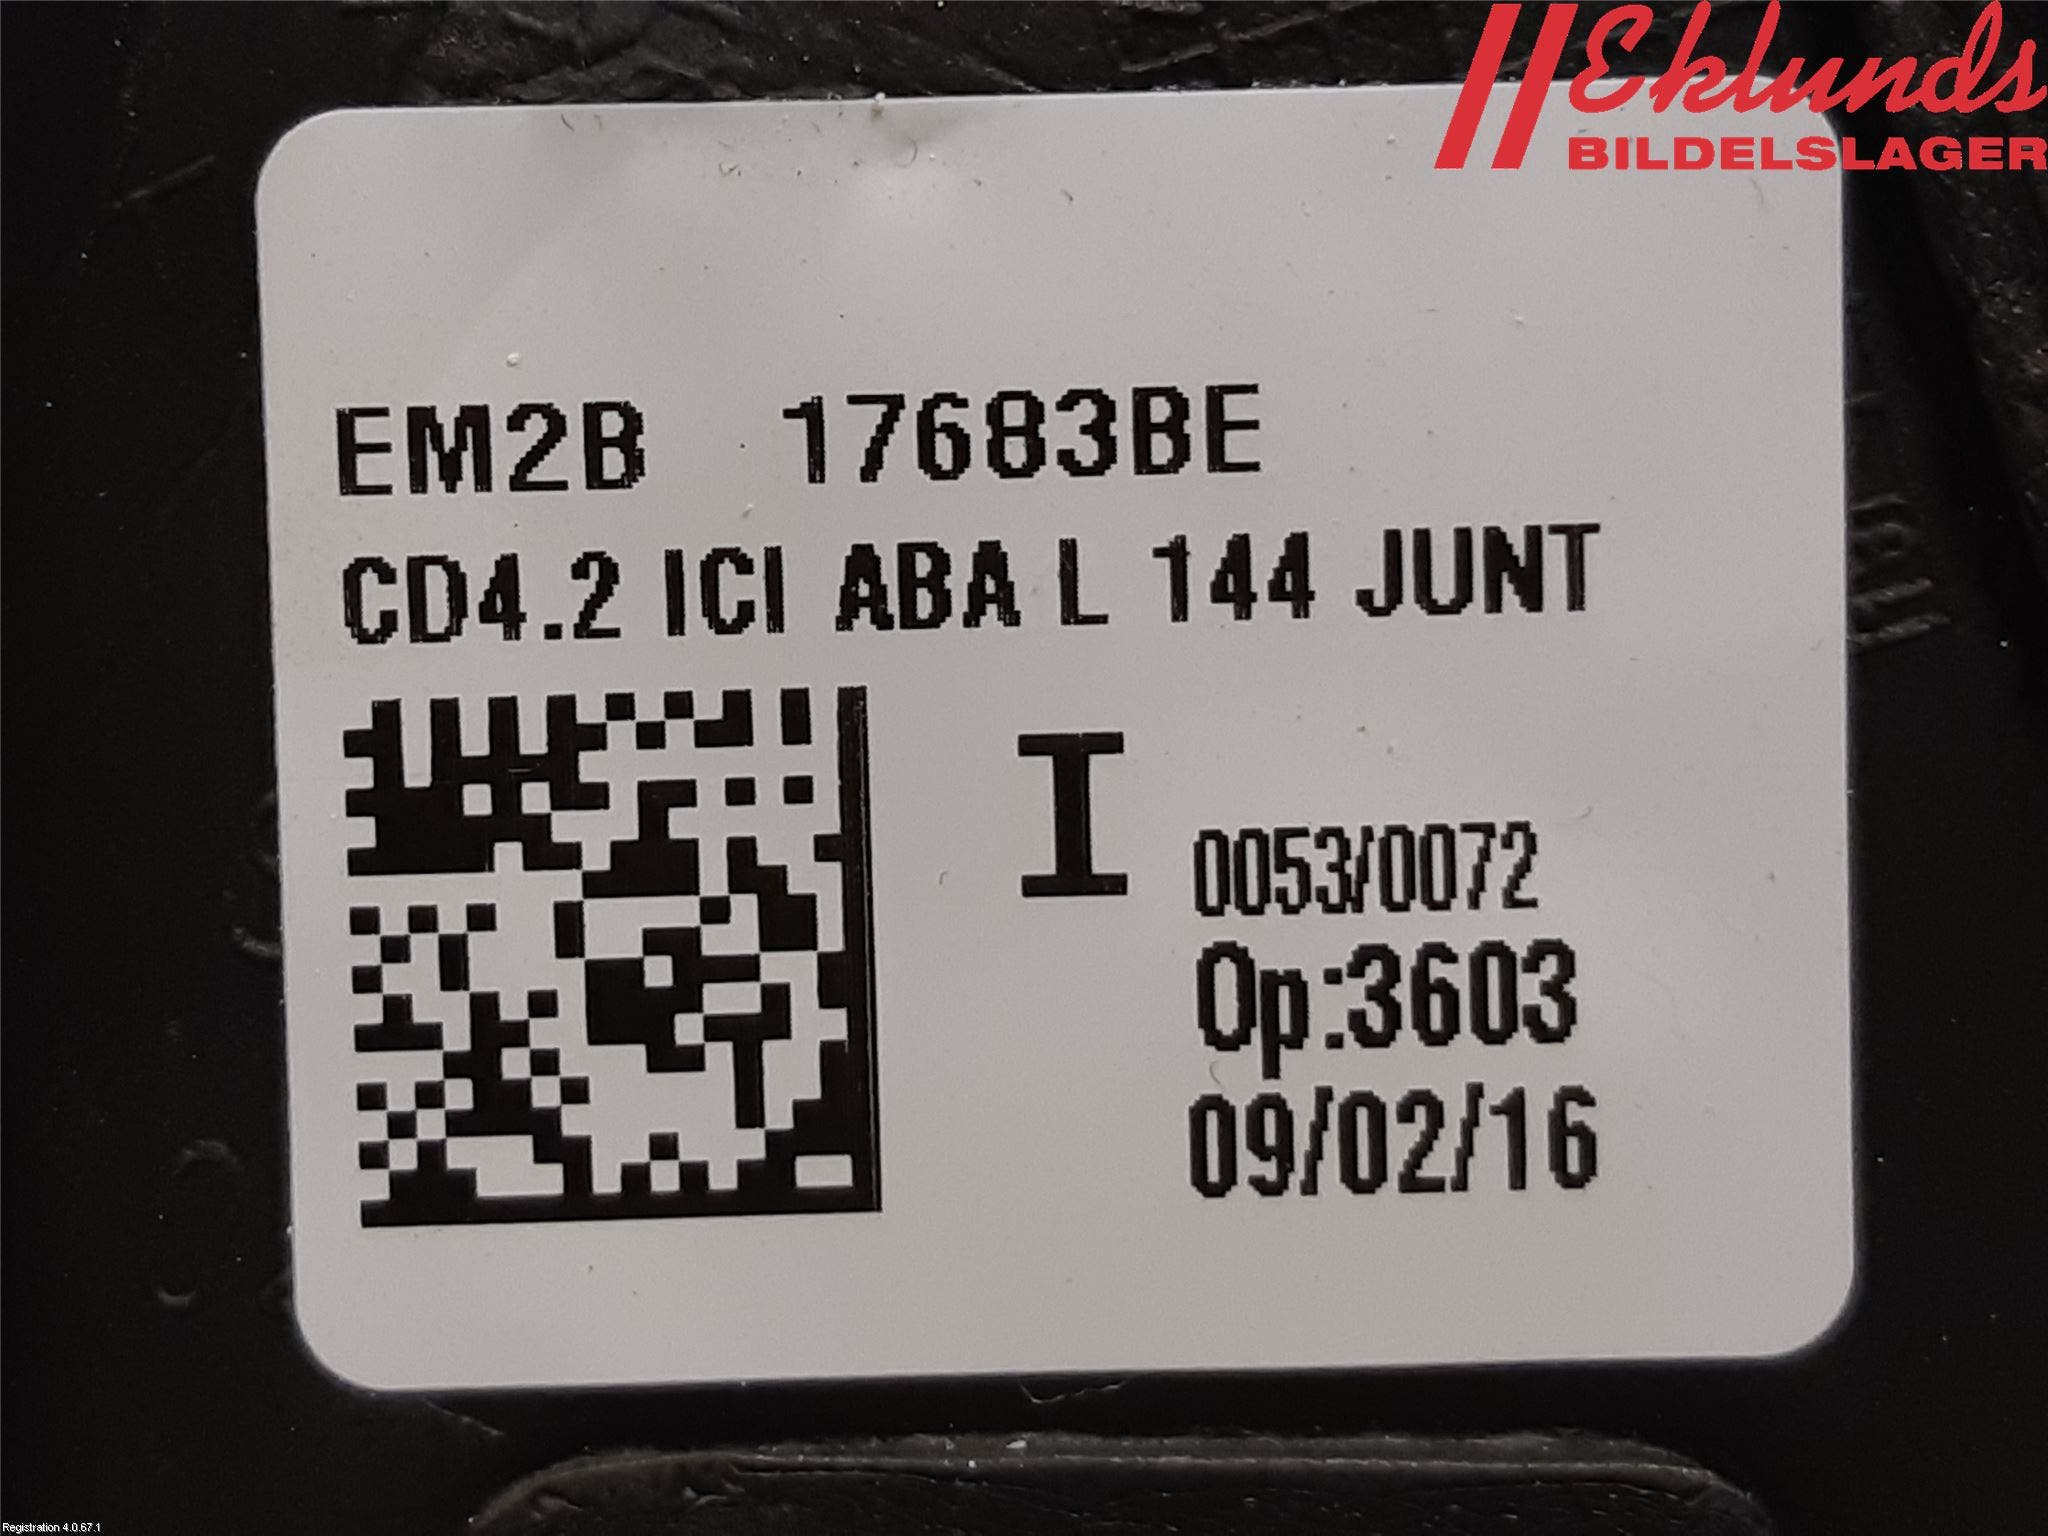 Eklunds
BILDELSLAGER
EM2B 17683BE
CD4.2 ICI ABA L 144 JUNT
I
0053/0072
Op:3603
09/02/16
Registration 4.0.67.1